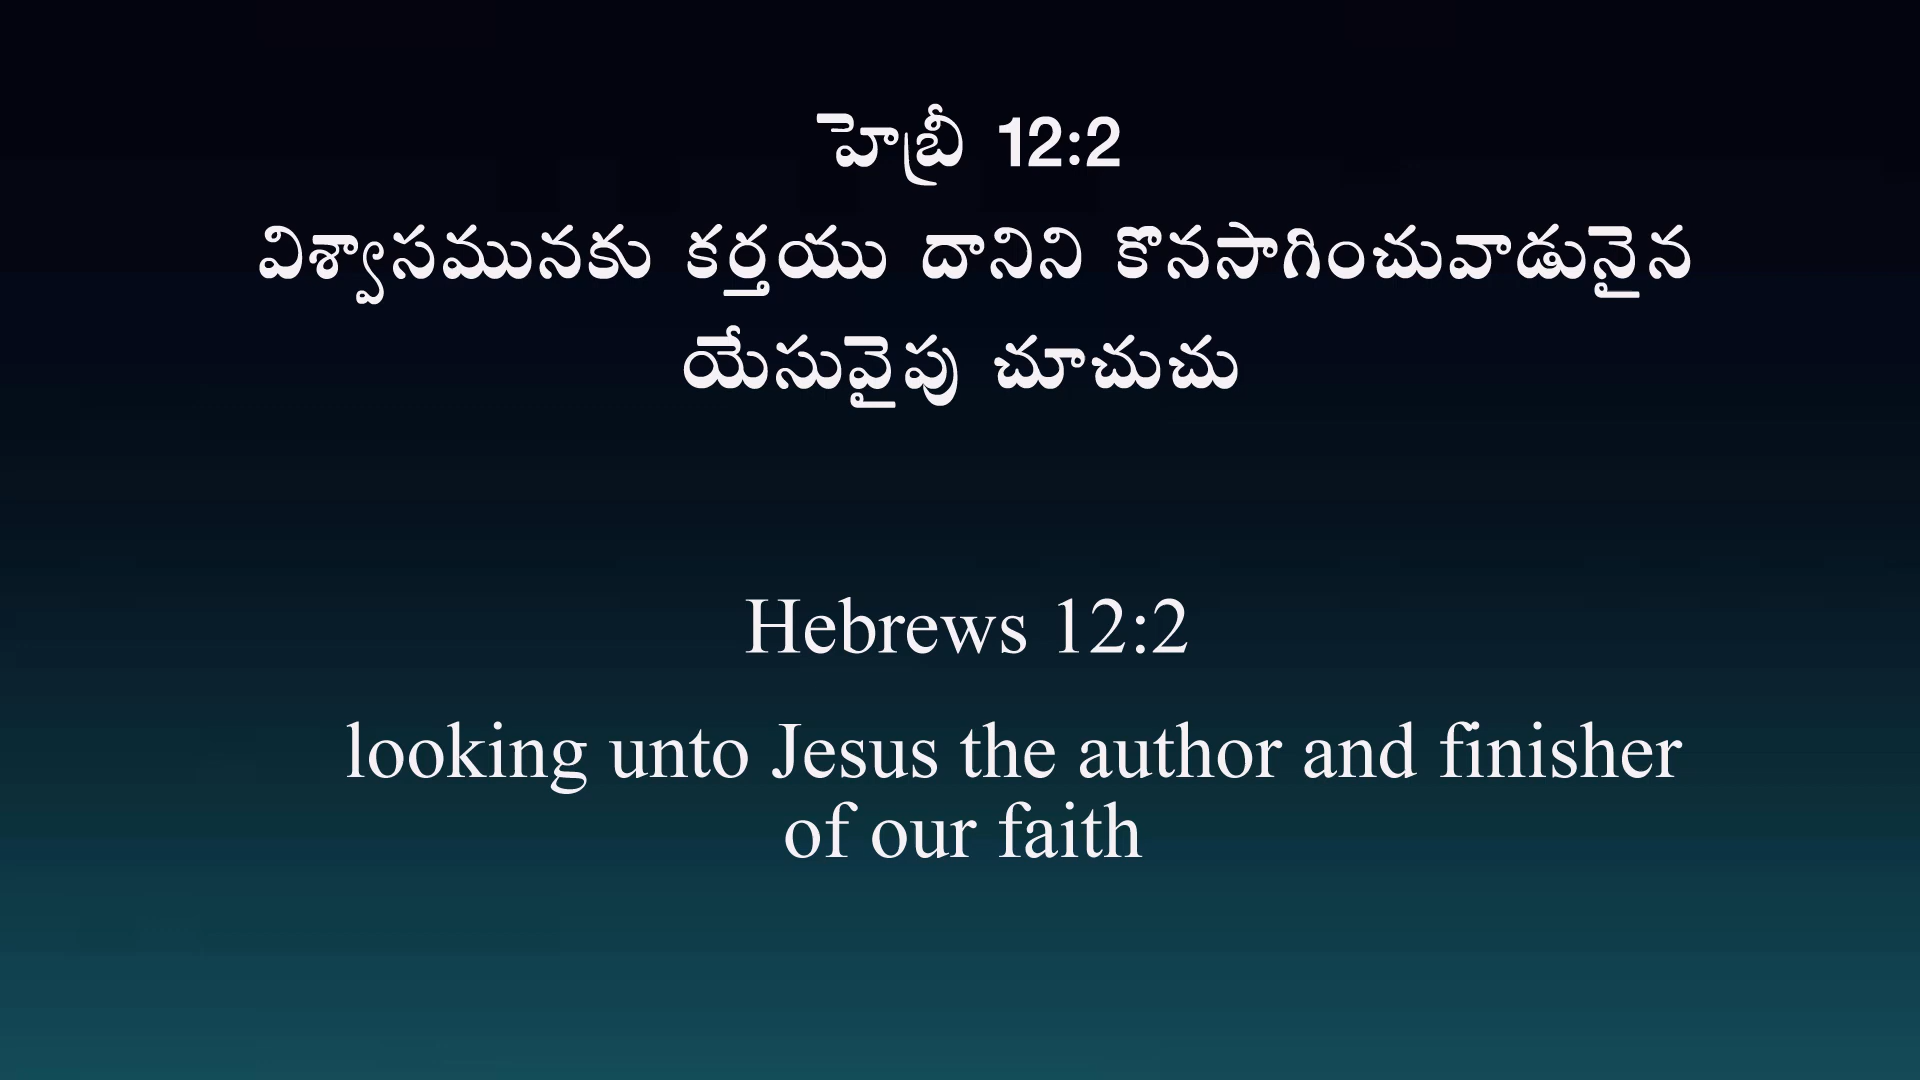 హెబ్రీ 12:2
విశ్వాసమునకు కర్తయు దానిని కొనసాగించువాడునైన
యేసువైపు చూచుచు
Hebrews 12:2
looking unto Jesus the author and finisher
of our faith